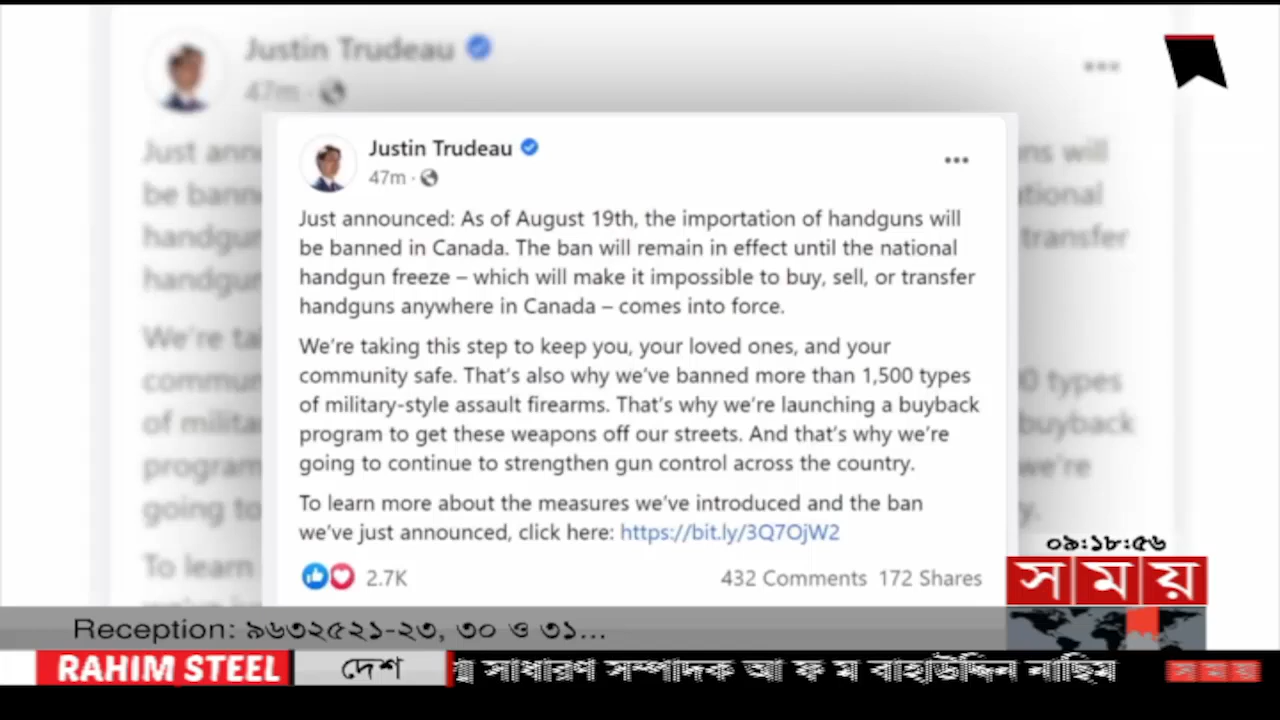 Justin Trudeau
47m
Justin Trudeau
47m ·
Just announced: As of August 19th, the importation of handguns will
be banned in Canada. The ban will remain in effect until the national
handgun freeze – which will make it impossible to buy, sell, or transfer
handguns anywhere in Canada – comes into force.
We're taking this step to keep you, your loved ones, and your
community safe. That's also why we've banned more than 1,500 types
of military-style assault firearms. That's why we're launching a buyback
program to get these weapons off our streets. And that's why we're
going to continue to strengthen gun control across the country.
To learn more about the measures we've introduced and the ban
we've just announced, click here: https://bit.ly/3Q7OjW2
2.7K
432 Comments 172 Shares
০৯:১৮:৫৬
সময়
Reception: ৯৬৩২৫২১-২৩, ৩০ ও ৩১...
RAHIM STEEL
দেশ
সাধারণ সম্পাদক আ ফ ম বাহাউদ্দিন নাছিম
সময়